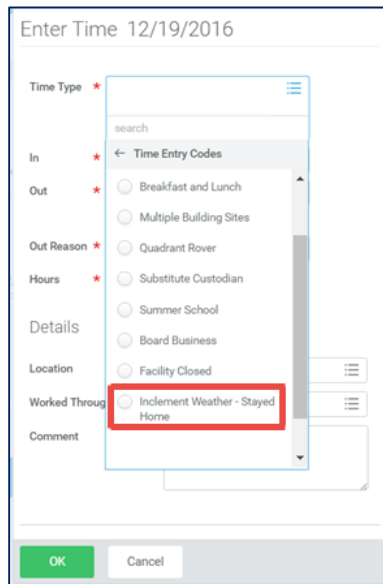 Enter Time 12/19/2016
Time Type *
search
← Time Entry Codes
In *
Out *
Breakfast and Lunch
Multiple Building Sites
Out Reason *
Quadrant Rover
Hours *
Substitute Custodian
Summer School
Details
Board Business
Location
Facility Closed
Worked Throug
Inclement Weather - Stayed
Home
Comment
OK
Cancel